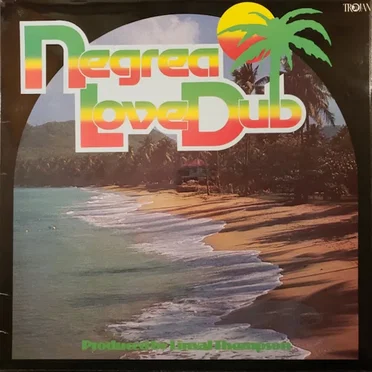 TROJAN
Negrea
Love Dub
Produced by Linval Thompson